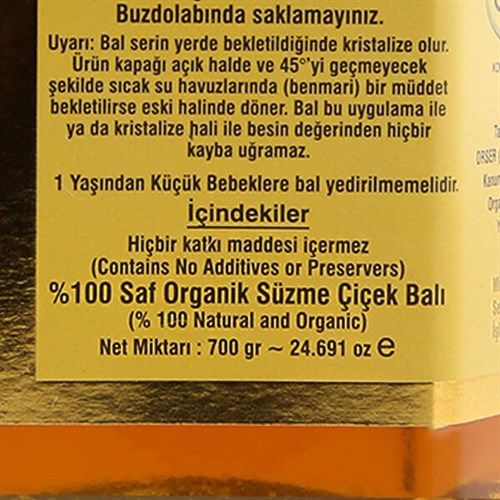 Buzdolabında saklamayınız.
Uyarı: Bal serin yerde bekletildiğinde kristalize olur.
Ürün kapağı açık halde ve 45°'yi geçmeyecek
şekilde sıcak su havuzlarında (benmari) bir müddet
bekletilirse eski halinde döner. Bal bu uygulama ile
ya da kristalize hali ile besin değerinden hiçbir
kayba uğramaz.
1 Yaşından Küçük Bebeklere bal yedirilmemelidir.
İçindekiler
Hiçbir katkı maddesi içermez
(Contains No Additives or Preservers)
%100 Saf Organik Süzme Çiçek Balı
(% 100 Natural and Organic)
Net Miktarı : 700 gr ~ 24.691 oz e
ORSER